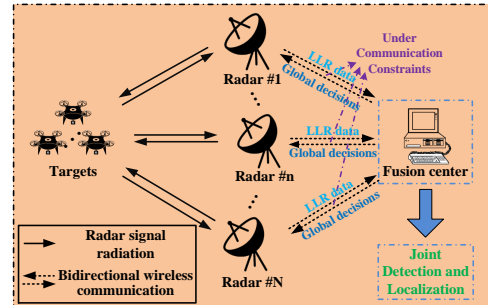 Under
Communication
Constraints
LLR data
Global decisions
Radar #1
LLR data
Global decisions
Targets
Radar #n
Fusion center
LLR data
Global decisions
Radar #N
Radar signal
radiation
Bidirectional wireless
communication
Joint
Detection and
Localization